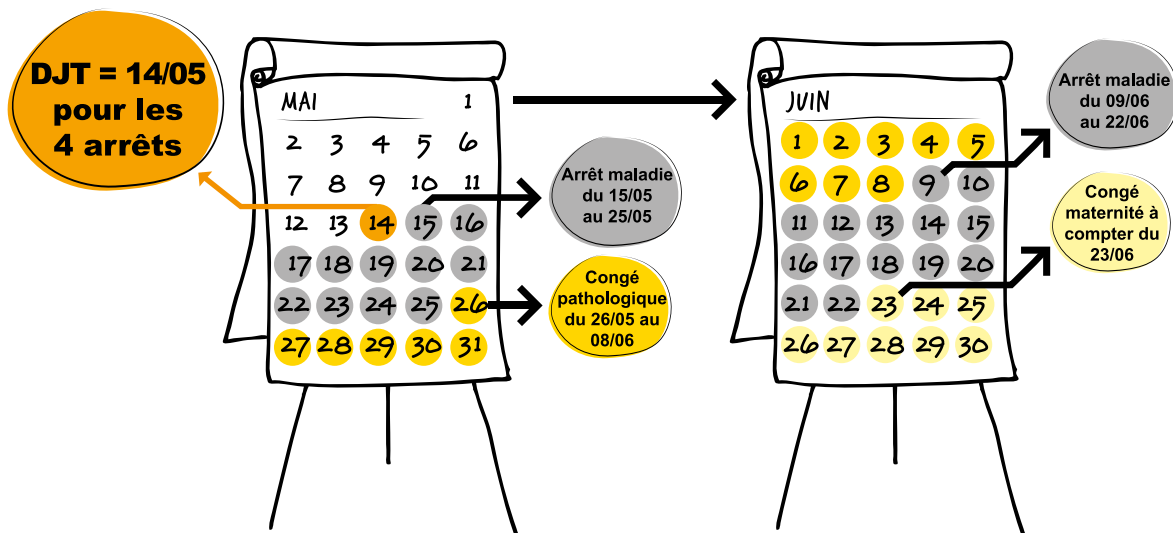 DJT = 14/05
pour les
4 arrêts
MAI 1
2 3 4 5 6
7 8 9 10 11
12 13 14 15 16
17 18 19 20 21
22 23 24 25 26
27 28 29 30 31
Arrêt maladie
du 15/05
au 25/05
Congé
pathologique
du 26/05 au
08/06
JUIN
1 2 3 4 5
6 7 8 9 10
11 12 13 14 15
16 17 18 19 20
21 22 23 24 25
26 27 28 29 30
Arrêt maladie
du 09/06
au 22/06
Congé
maternité à
compter du
23/06